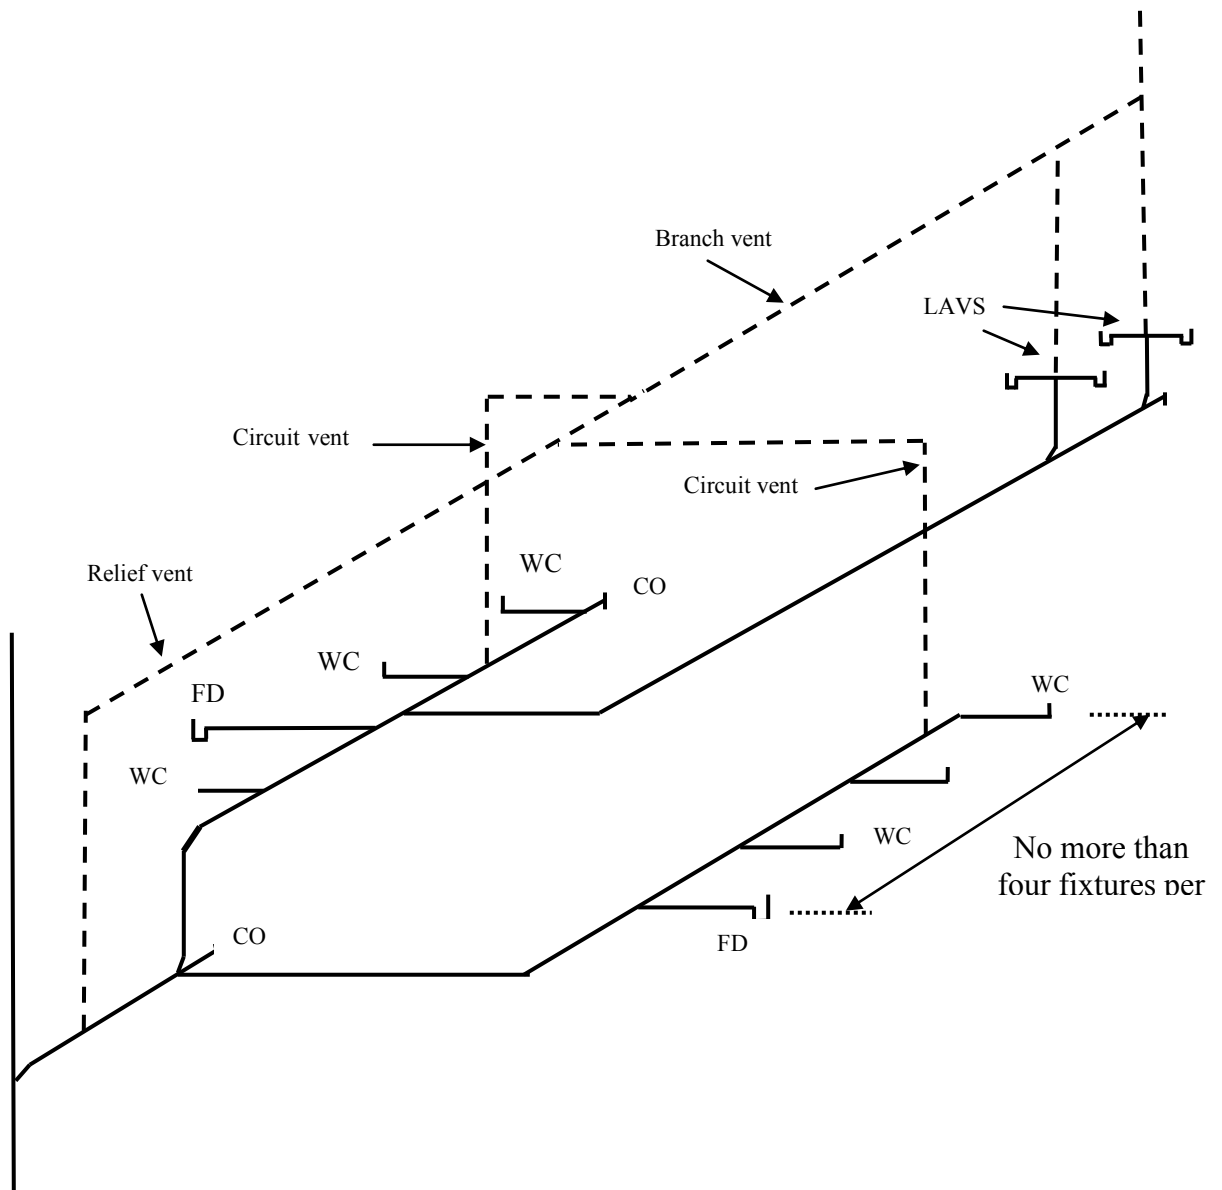 Branch vent
LAVS
Circuit vent
Circuit vent
WC
CO
Relief vent
WC
FD
WC
WC
No more than
four fixtures per
WC
CO
FD